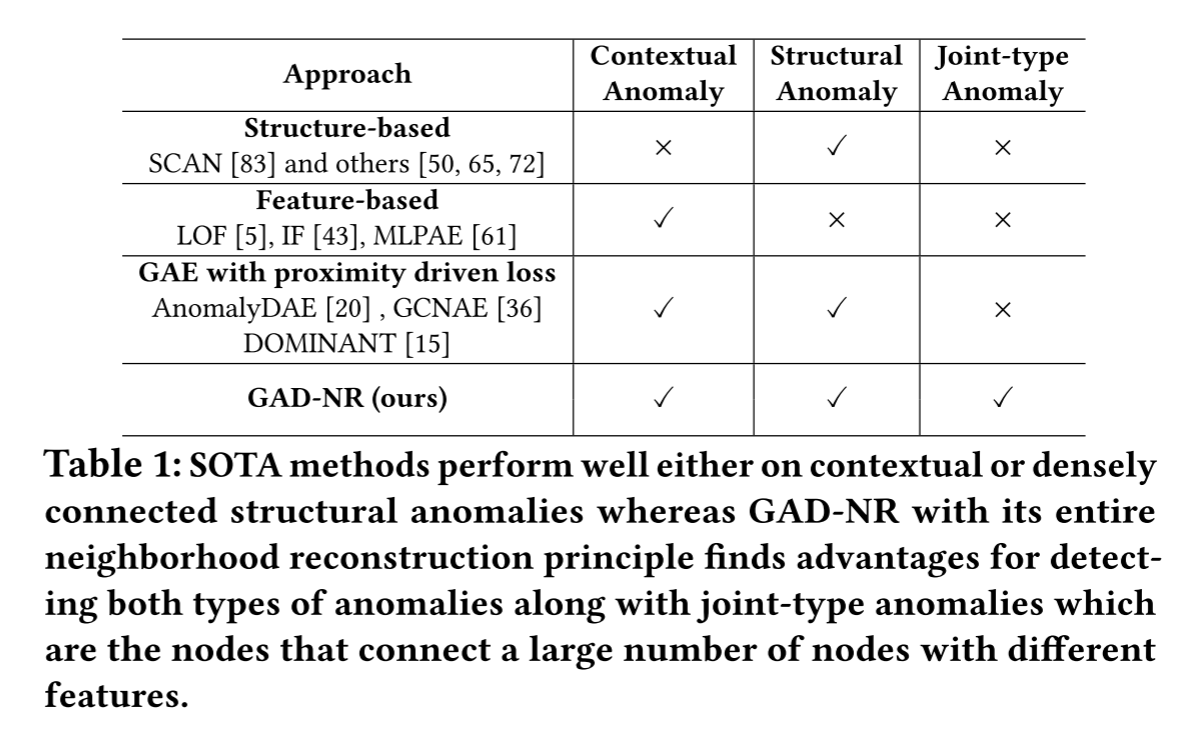 Approach
Contextual Anomaly
Structural Anomaly
Joint-type Anomaly
Structure-based
SCAN [83] and others [50, 65, 72]
× ✓ ×
Feature-based
LOF [5], IF [43], MLPAE [61]
✓ × ×
GAE with proximity driven loss
AnomalyDAE [20] , GCNAE [36]
DOMINANT [15]
✓ ✓ ×
GAD-NR (ours)
✓ ✓ ✓
Table 1: SOTA methods perform well either on contextual or densely
connected structural anomalies whereas GAD-NR with its entire
neighborhood reconstruction principle finds advantages for detect-
ing both types of anomalies along with joint-type anomalies which
are the nodes that connect a large number of nodes with different
features.